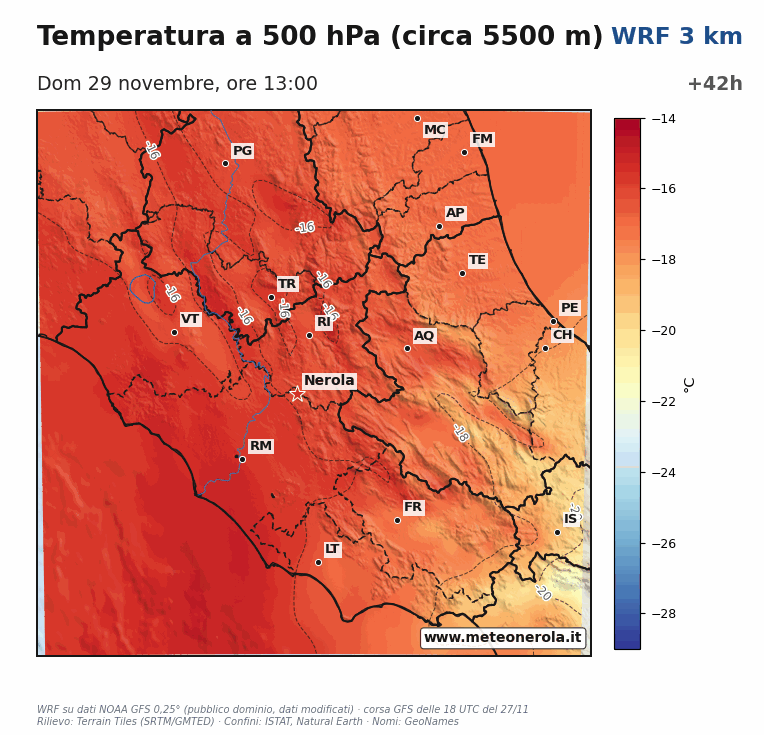 Temperatura a 500 hPa (circa 5500 m) WRF 3 km
Dom 29 novembre, ore 13:00 +42h
MC
FM
PG
-16
AP
-16
TE
TR
-16
-16
-16
PE
VT
-16
RI
-16
CH
AQ
Nerola
-18
RM
FR
IS
LT
-20
www.meteonerola.it
−14
−16
−18
−20
−22
−24
−26
−28
°C
WRF su dati NOAA GFS 0,25° (pubblico dominio, dati modificati) · corsa GFS delle 18 UTC del 27/11
Rilievo: Terrain Tiles (SRTM/GMTED) · Confini: ISTAT, Natural Earth · Nomi: GeoNames